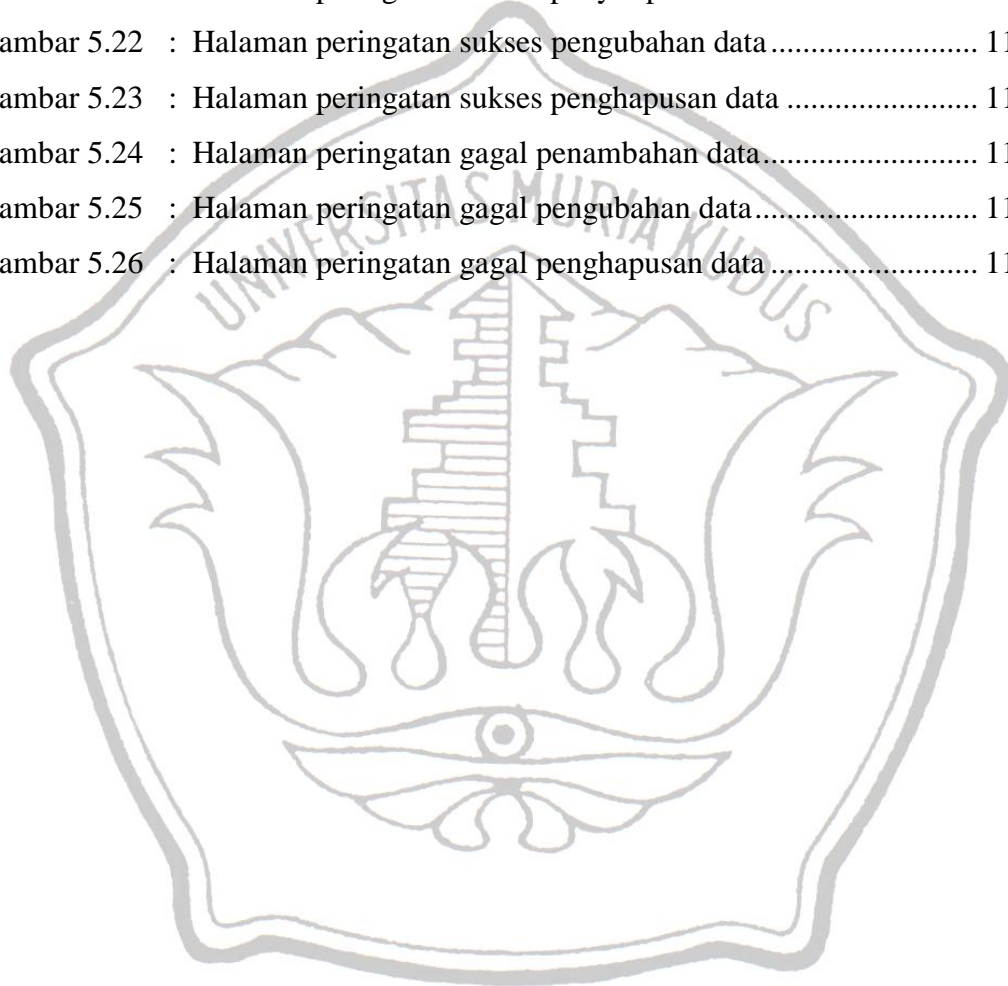 ambar 5.22 : Halaman peringatan sukses pengubahan data ......................... 11
ambar 5.23 : Halaman peringatan sukses penghapusan data ....................... 11
ambar 5.24 : Halaman peringatan gagal penambahan data.......................... 11
ambar 5.25 : Halaman peringatan gagal pengubahan data........................... 11
ambar 5.26 : Halaman peringatan gagal penghapusan data ......................... 11
UNIVERSITAS MURIA KUDUS